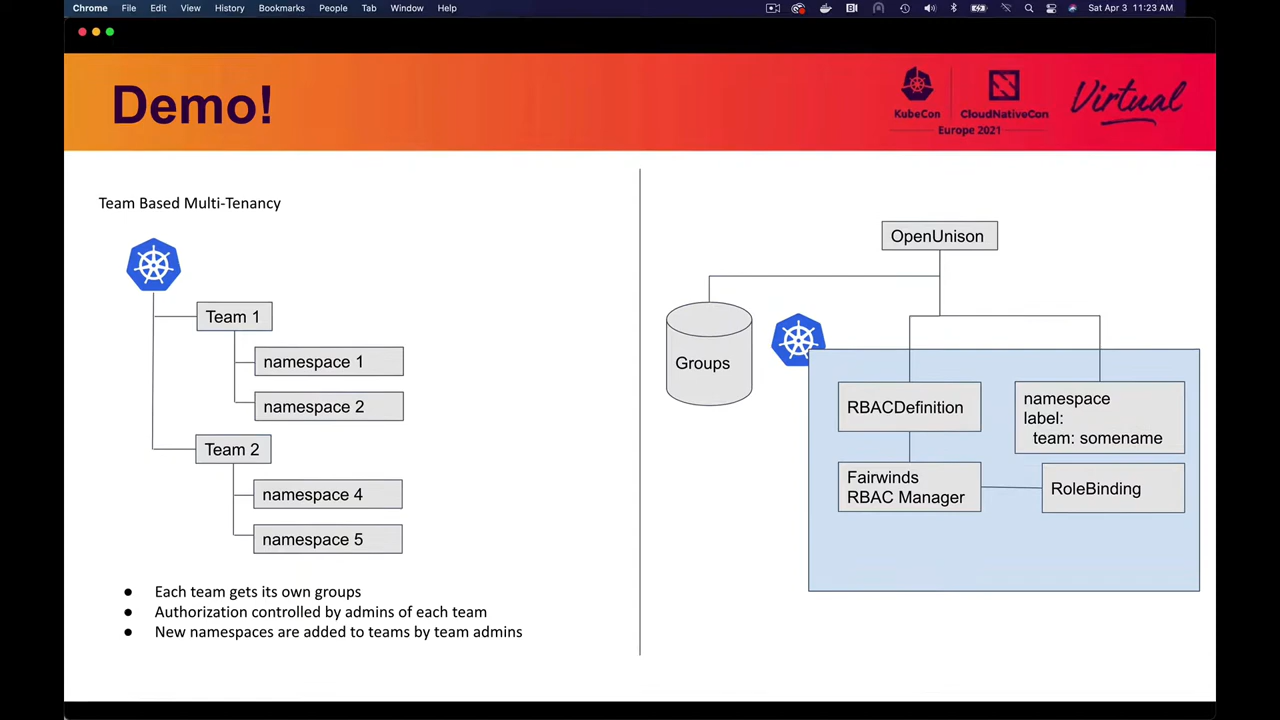 Chrome File Edit View History Bookmarks People Tab Window Help Sat Apr 3 11:23 AM
Demo!
KubeCon CloudNativeCon
Europe 2021
Virtual
Team Based Multi-Tenancy
Team 1
namespace 1
namespace 2
Team 2
namespace 4
namespace 5
● Each team gets its own groups
● Authorization controlled by admins of each team
● New namespaces are added to teams by team admins
OpenUnison
Groups
RBACDefinition
namespace
label:
team: somename
Fairwinds
RBAC Manager
RoleBinding